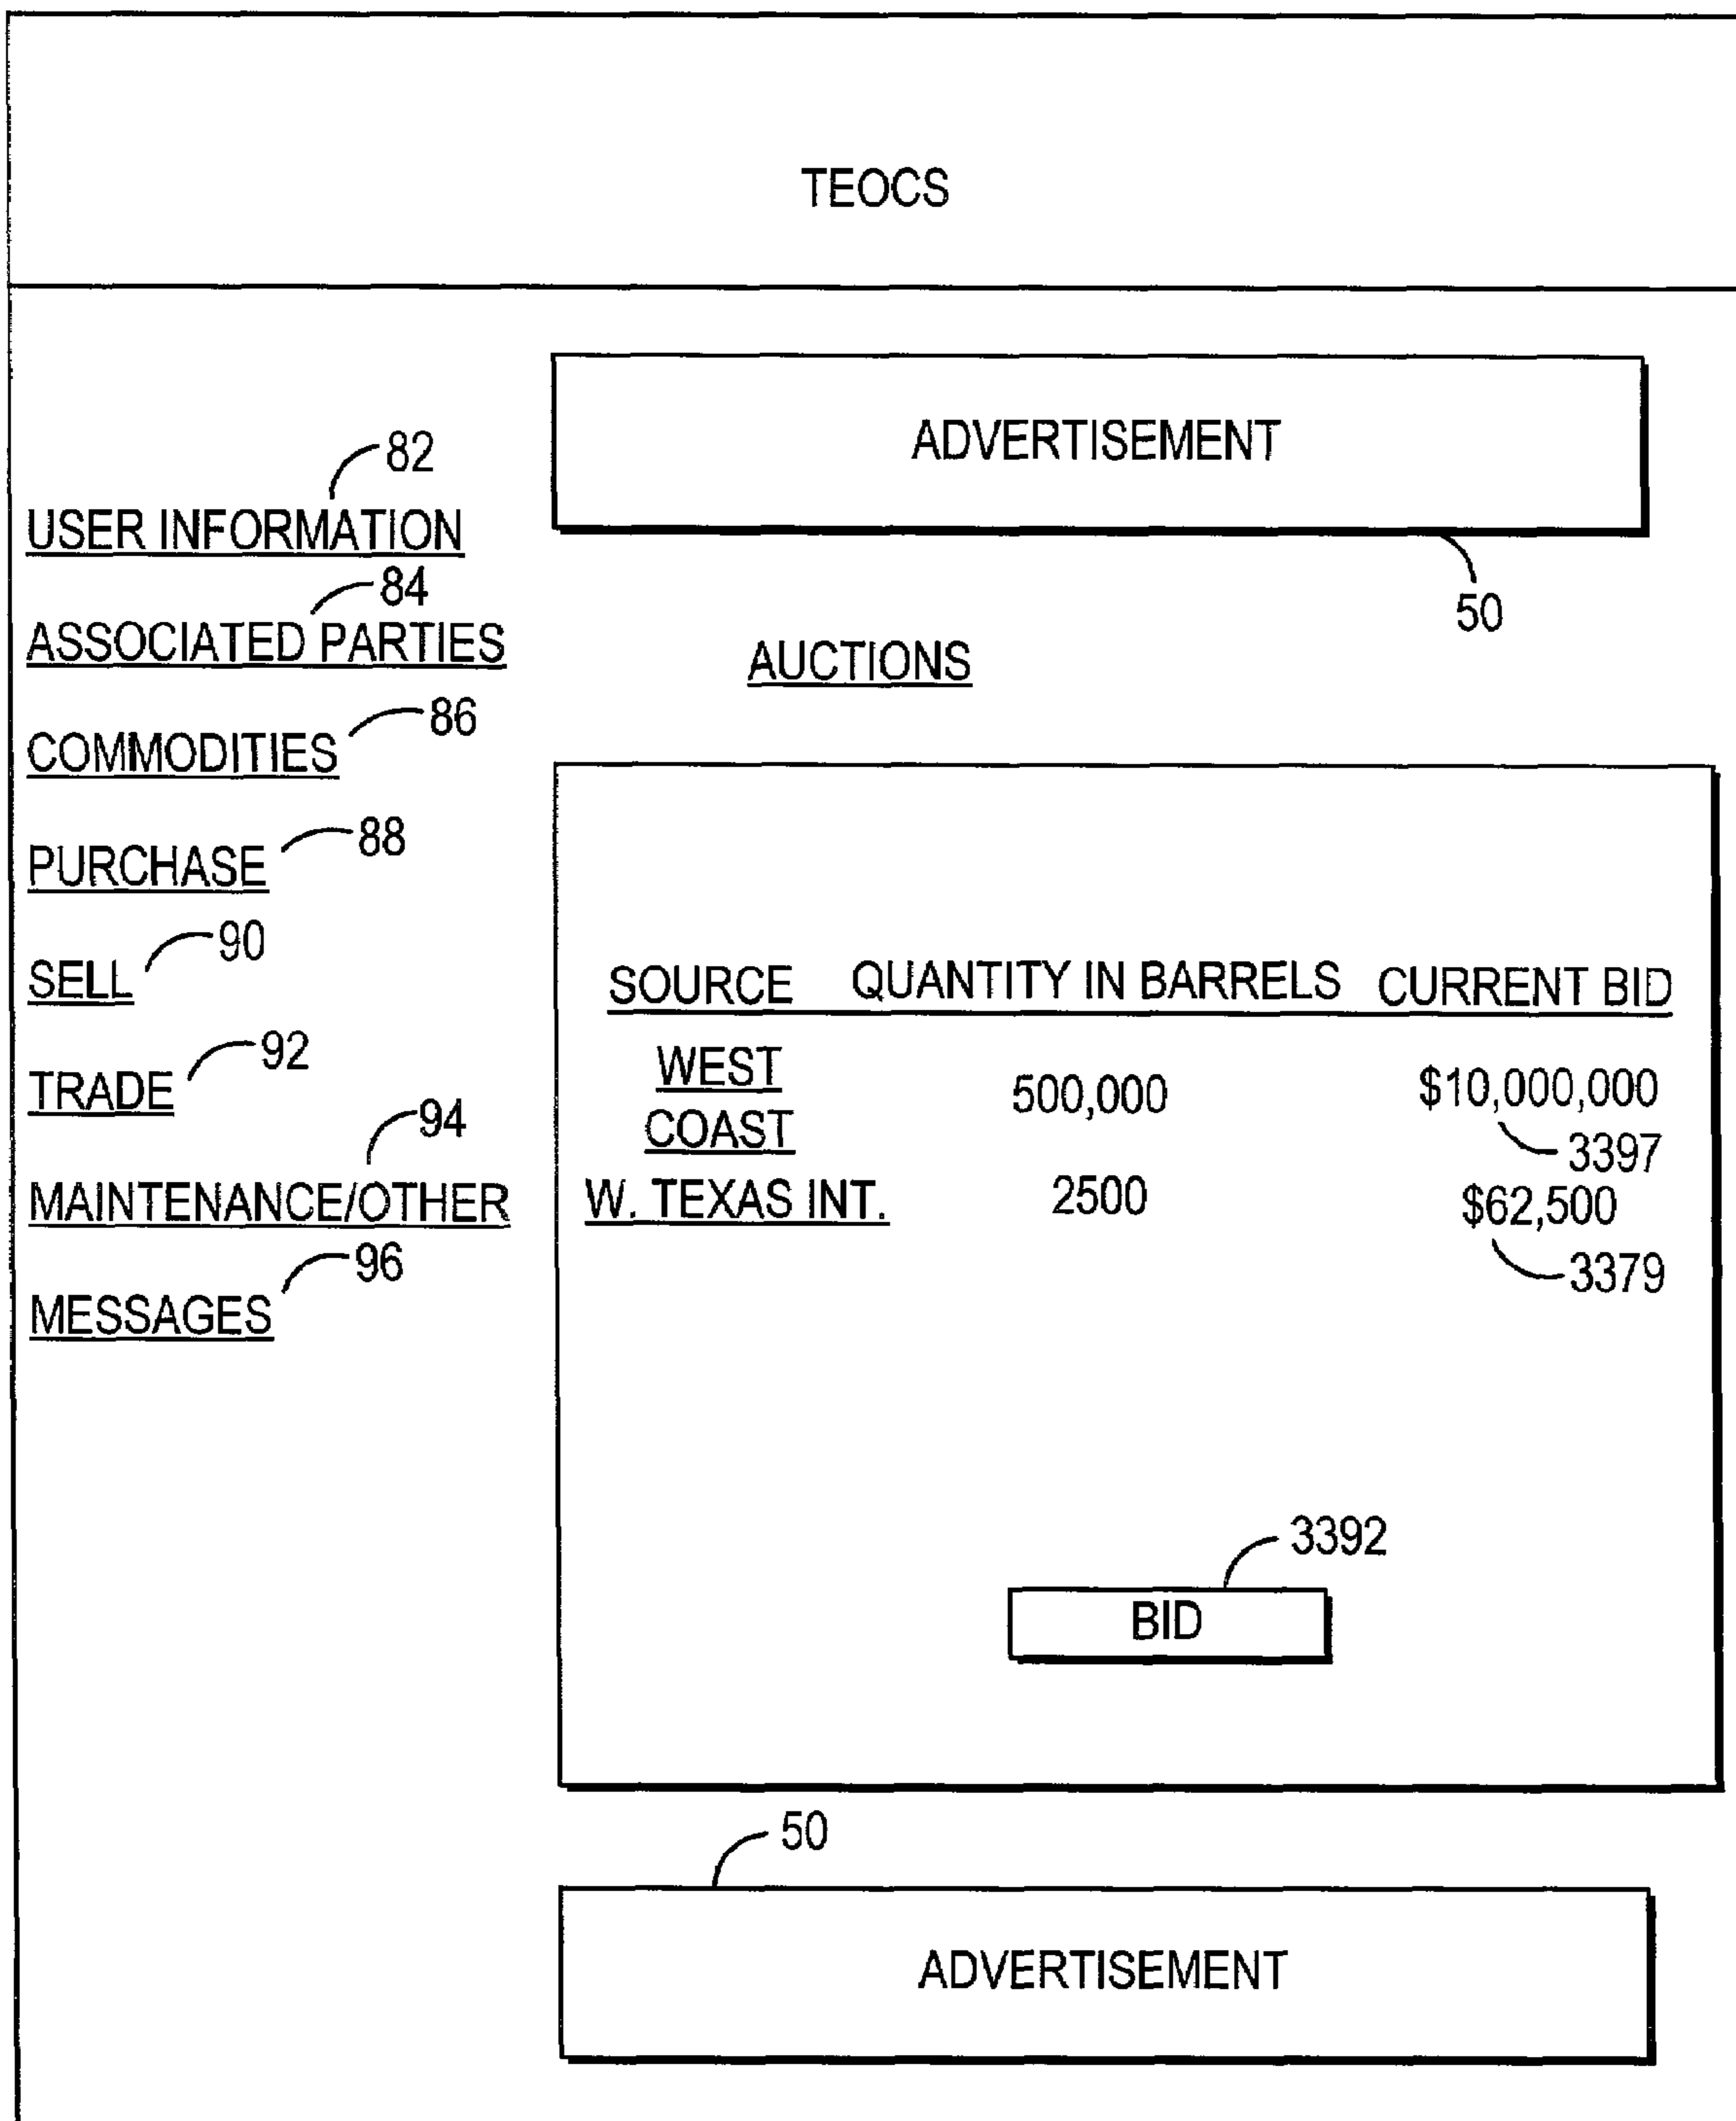 TEOCS
ADVERTISEMENT
50
82
USER INFORMATION
84
ASSOCIATED PARTIES
86
COMMODITIES
88
PURCHASE
90
SELL
92
TRADE
94
MAINTENANCE/OTHER
96
MESSAGES
AUCTIONS
SOURCE QUANTITY IN BARRELS CURRENT BID
WEST
COAST 500,000 $10,000,000
3397
W. TEXAS INT. 2500 $62,500
3379
3392
BID
50
ADVERTISEMENT